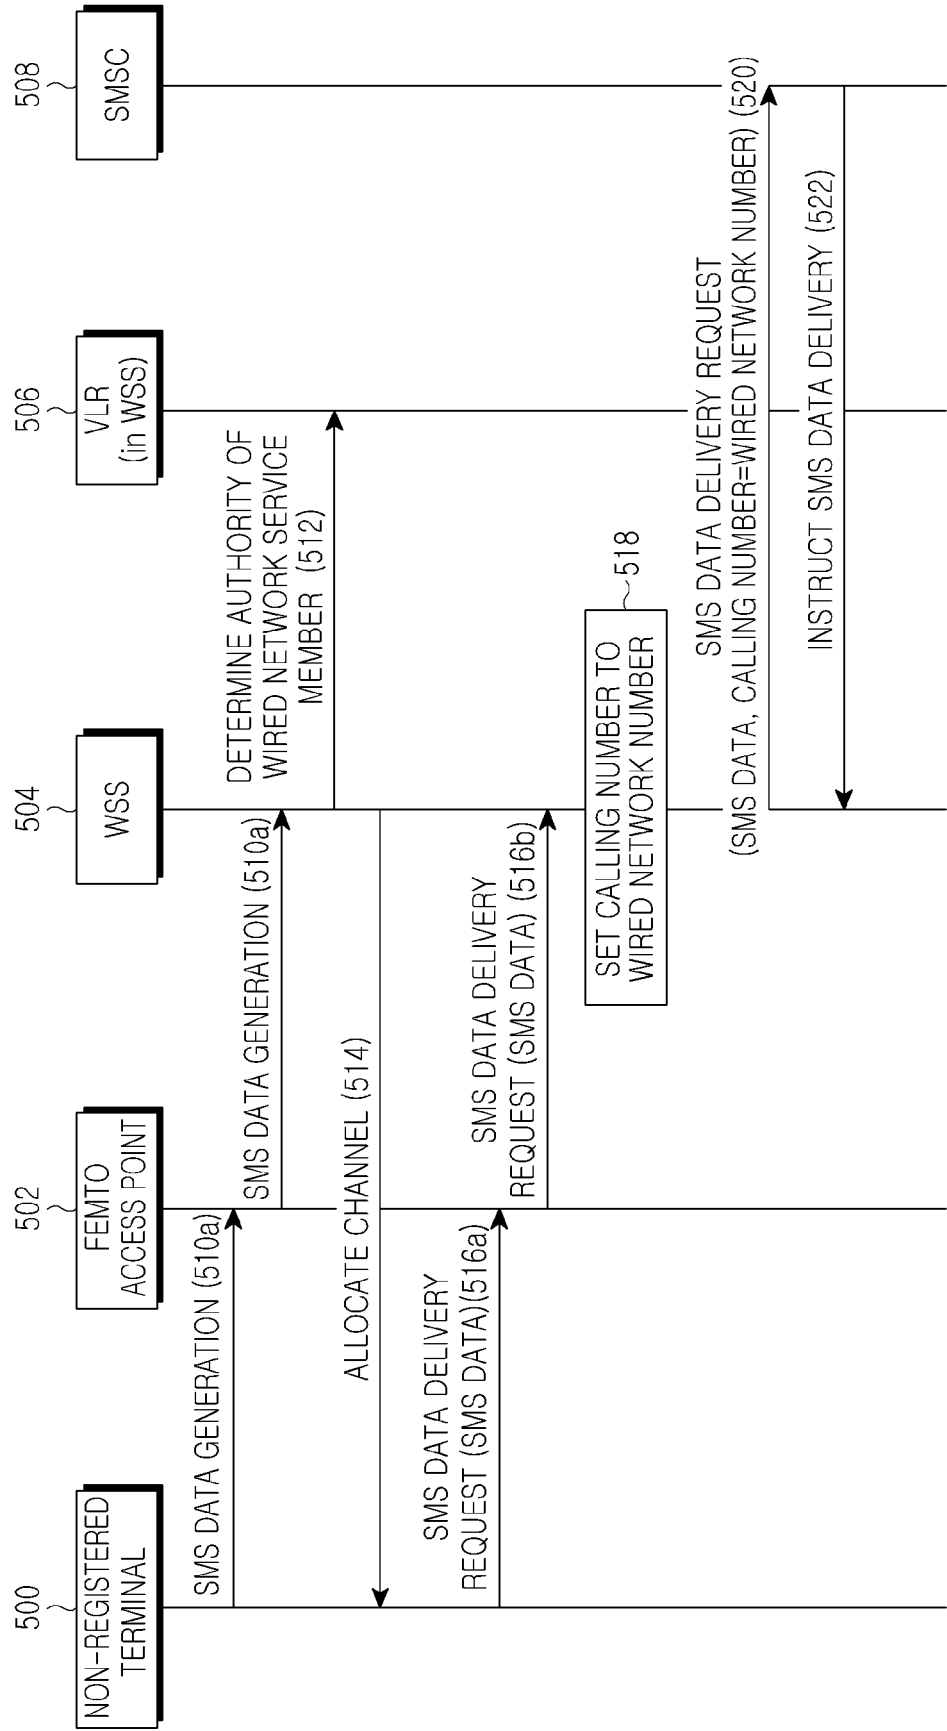 500
NON-REGISTERED
TERMINAL
502
FEMTO
ACCESS POINT
504
WSS
506
VLR
(in WSS)
508
SMSC
SMS DATA GENERATION (510a)
SMS DATA GENERATION (510a)
DETERMINE AUTHORITY OF
WIRED NETWORK SERVICE
MEMBER (512)
ALLOCATE CHANNEL (514)
SMS DATA DELIVERY
REQUEST (SMS DATA)(516a)
SMS DATA DELIVERY
REQUEST (SMS DATA) (516b)
SET CALLING NUMBER TO
WIRED NETWORK NUMBER
518
SMS DATA DELIVERY REQUEST
(SMS DATA, CALLING NUMBER=WIRED NETWORK NUMBER) (520)
INSTRUCT SMS DATA DELIVERY (522)